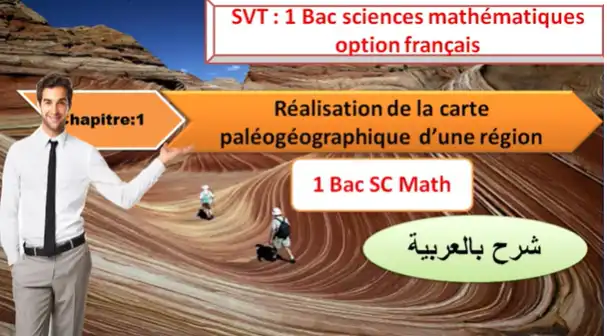 SVT : 1 Bac sciences mathématiques
option français
hapitre:1
Réalisation de la carte
paléogéographique d’une région
1 Bac SC Math
شرح بالعربية